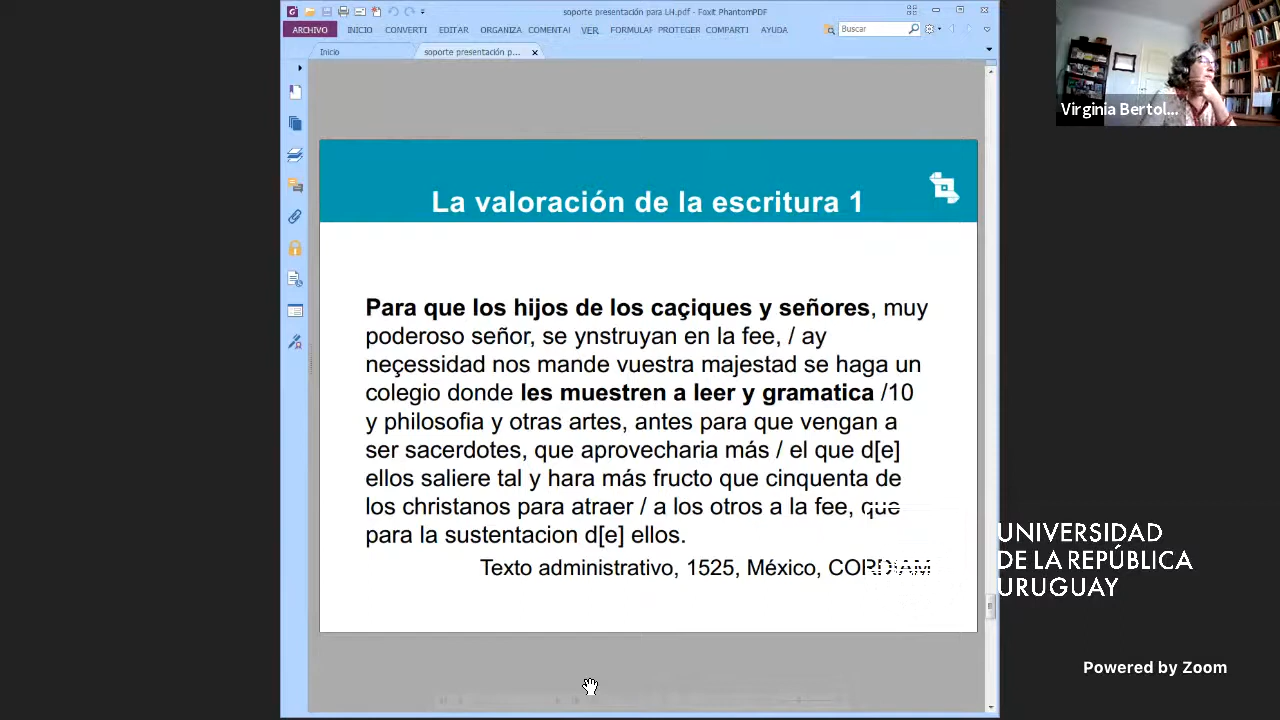 soporte presentación para LH.pdf - Foxit PhantomPDF
ARCHIVO INICIO CONVERTI EDITAR ORGANIZA COMENTAI VER FORMULAF PROTEGER COMPARTI AYUDA
Buscar
Inicio
soporte presentación p...
Virginia Bertol...
La valoración de la escritura 1
Para que los hijos de los caçiques y señores, muy
poderoso señor, se ynstruyan en la fee, / ay
neçessidad nos mande vuestra majestad se haga un
colegio donde les muestren a leer y gramatica /10
y philosofia y otras artes, antes para que vengan a
ser sacerdotes, que aprovecharia más / el que d[e]
ellos saliere tal y hara más fructo que cinquenta de
los christanos para atraer / a los otros a la fee, que
para la sustentacion d[e] ellos.
Texto administrativo, 1525, México, CORDIAM
UNIVERSIDAD
DE LA REPÚBLICA
URUGUAY
Powered by Zoom